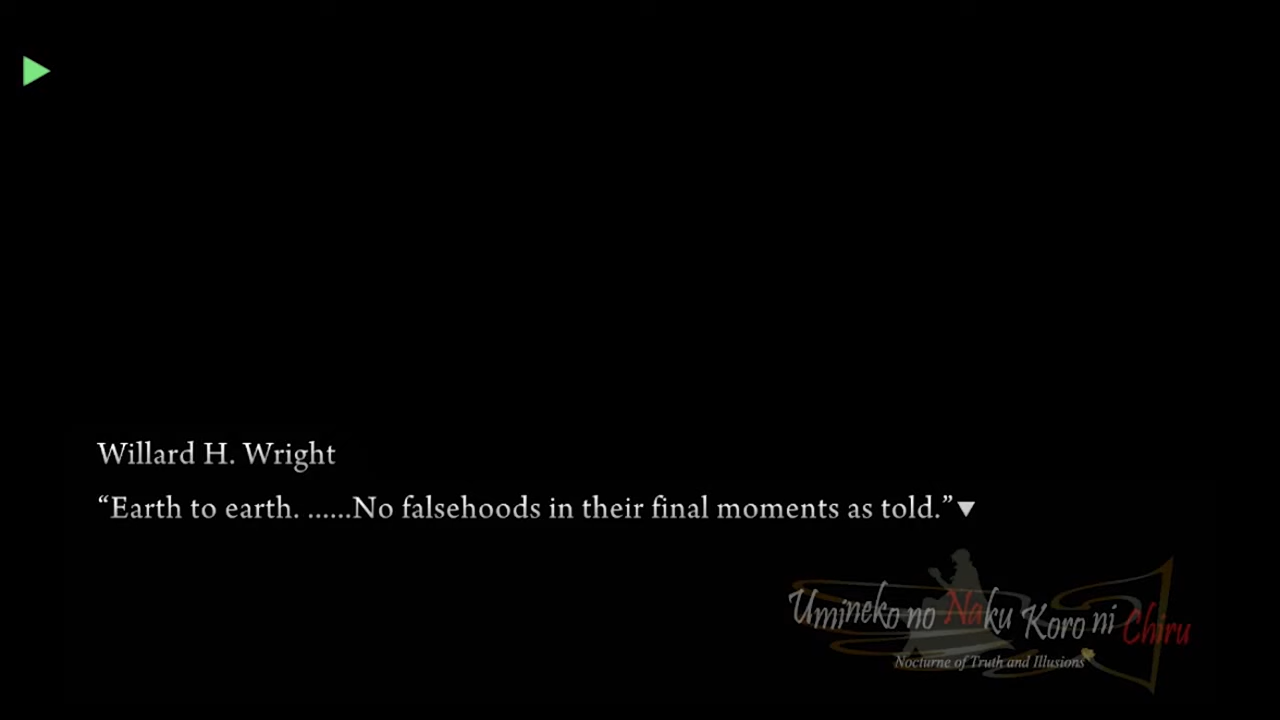 Willard H. Wright
“Earth to earth. ......No falsehoods in their final moments as told.”▼
Umineko no Naku Koro ni Chiru
Nocturne of Truth and Illusions